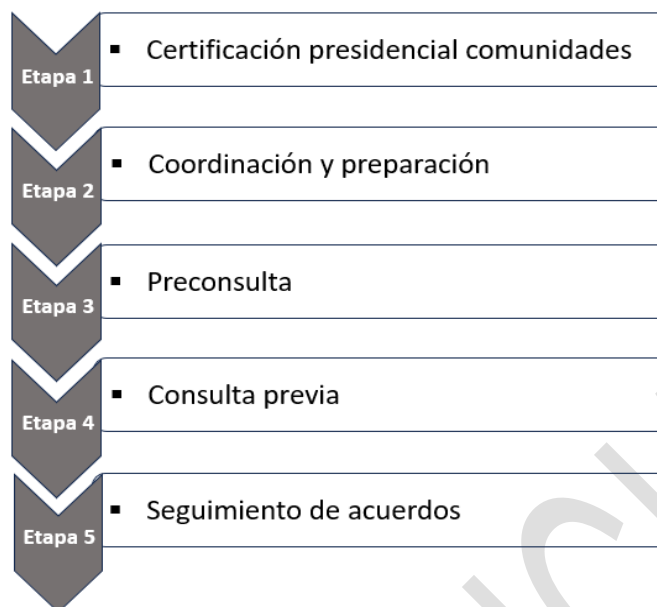 Etapa 1
▪ Certificación presidencial comunidades
Etapa 2
▪ Coordinación y preparación
Etapa 3
▪ Preconsulta
Etapa 4
▪ Consulta previa
Etapa 5
▪ Seguimiento de acuerdos